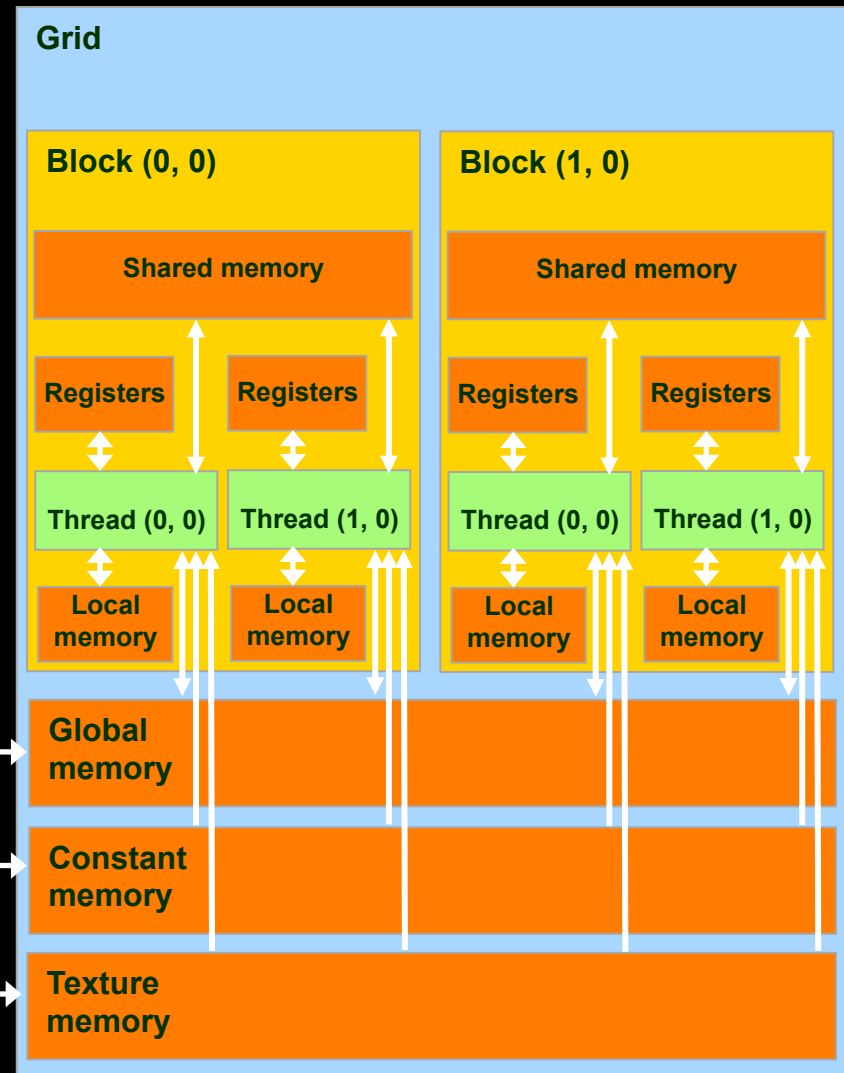 Grid
Block (0, 0)
Block (1, 0)
Shared memory
Shared memory
Registers
Registers
Registers
Registers
Thread (0, 0)
Thread (1, 0)
Thread (0, 0)
Thread (1, 0)
Local
memory
Local
memory
Local
memory
Local
memory
Global
memory
Constant
memory
Texture
memory